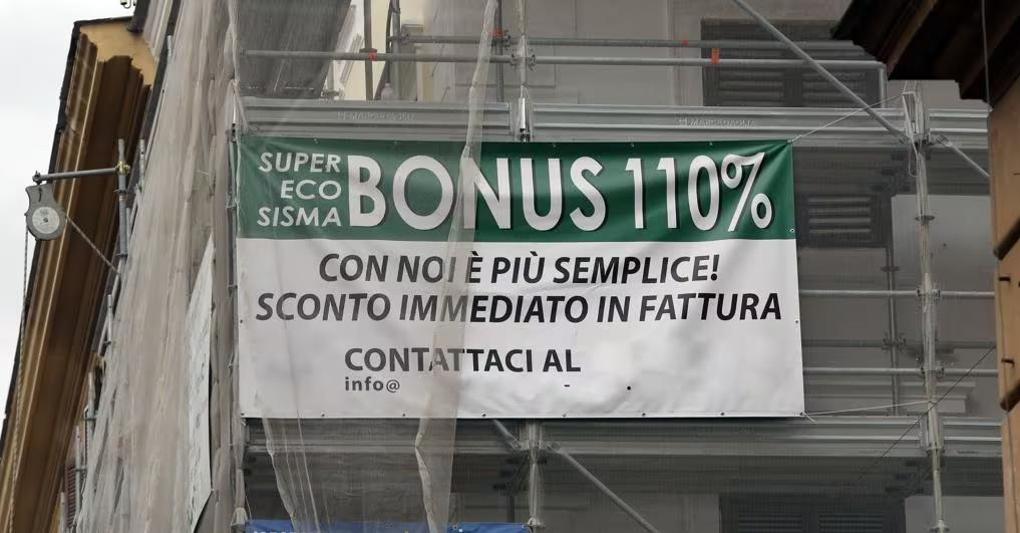 SUPER
ECO
SISMA
BONUS 110%
CON NOI È PIÙ SEMPLICE!
SCONTO IMMEDIATO IN FATTURA
CONTATTACI AL
info@ - .